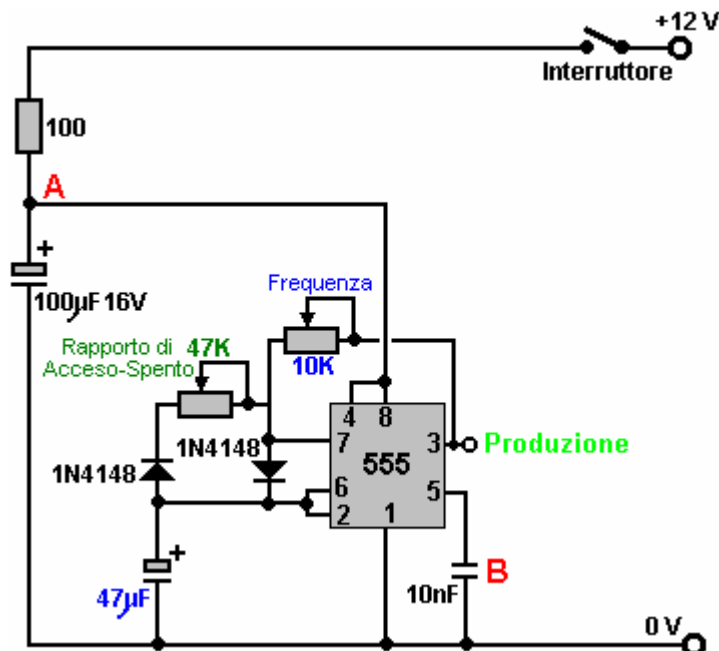 +12 V
Interruttore
100
A
+
100µF 16V
Frequenza
Rapporto di 47K
Acceso-Spento
10K
4 8
1N4148
7
3
Produzione
555
1N4148
6
5
2
1
+
47µF
10nF
B
0 V